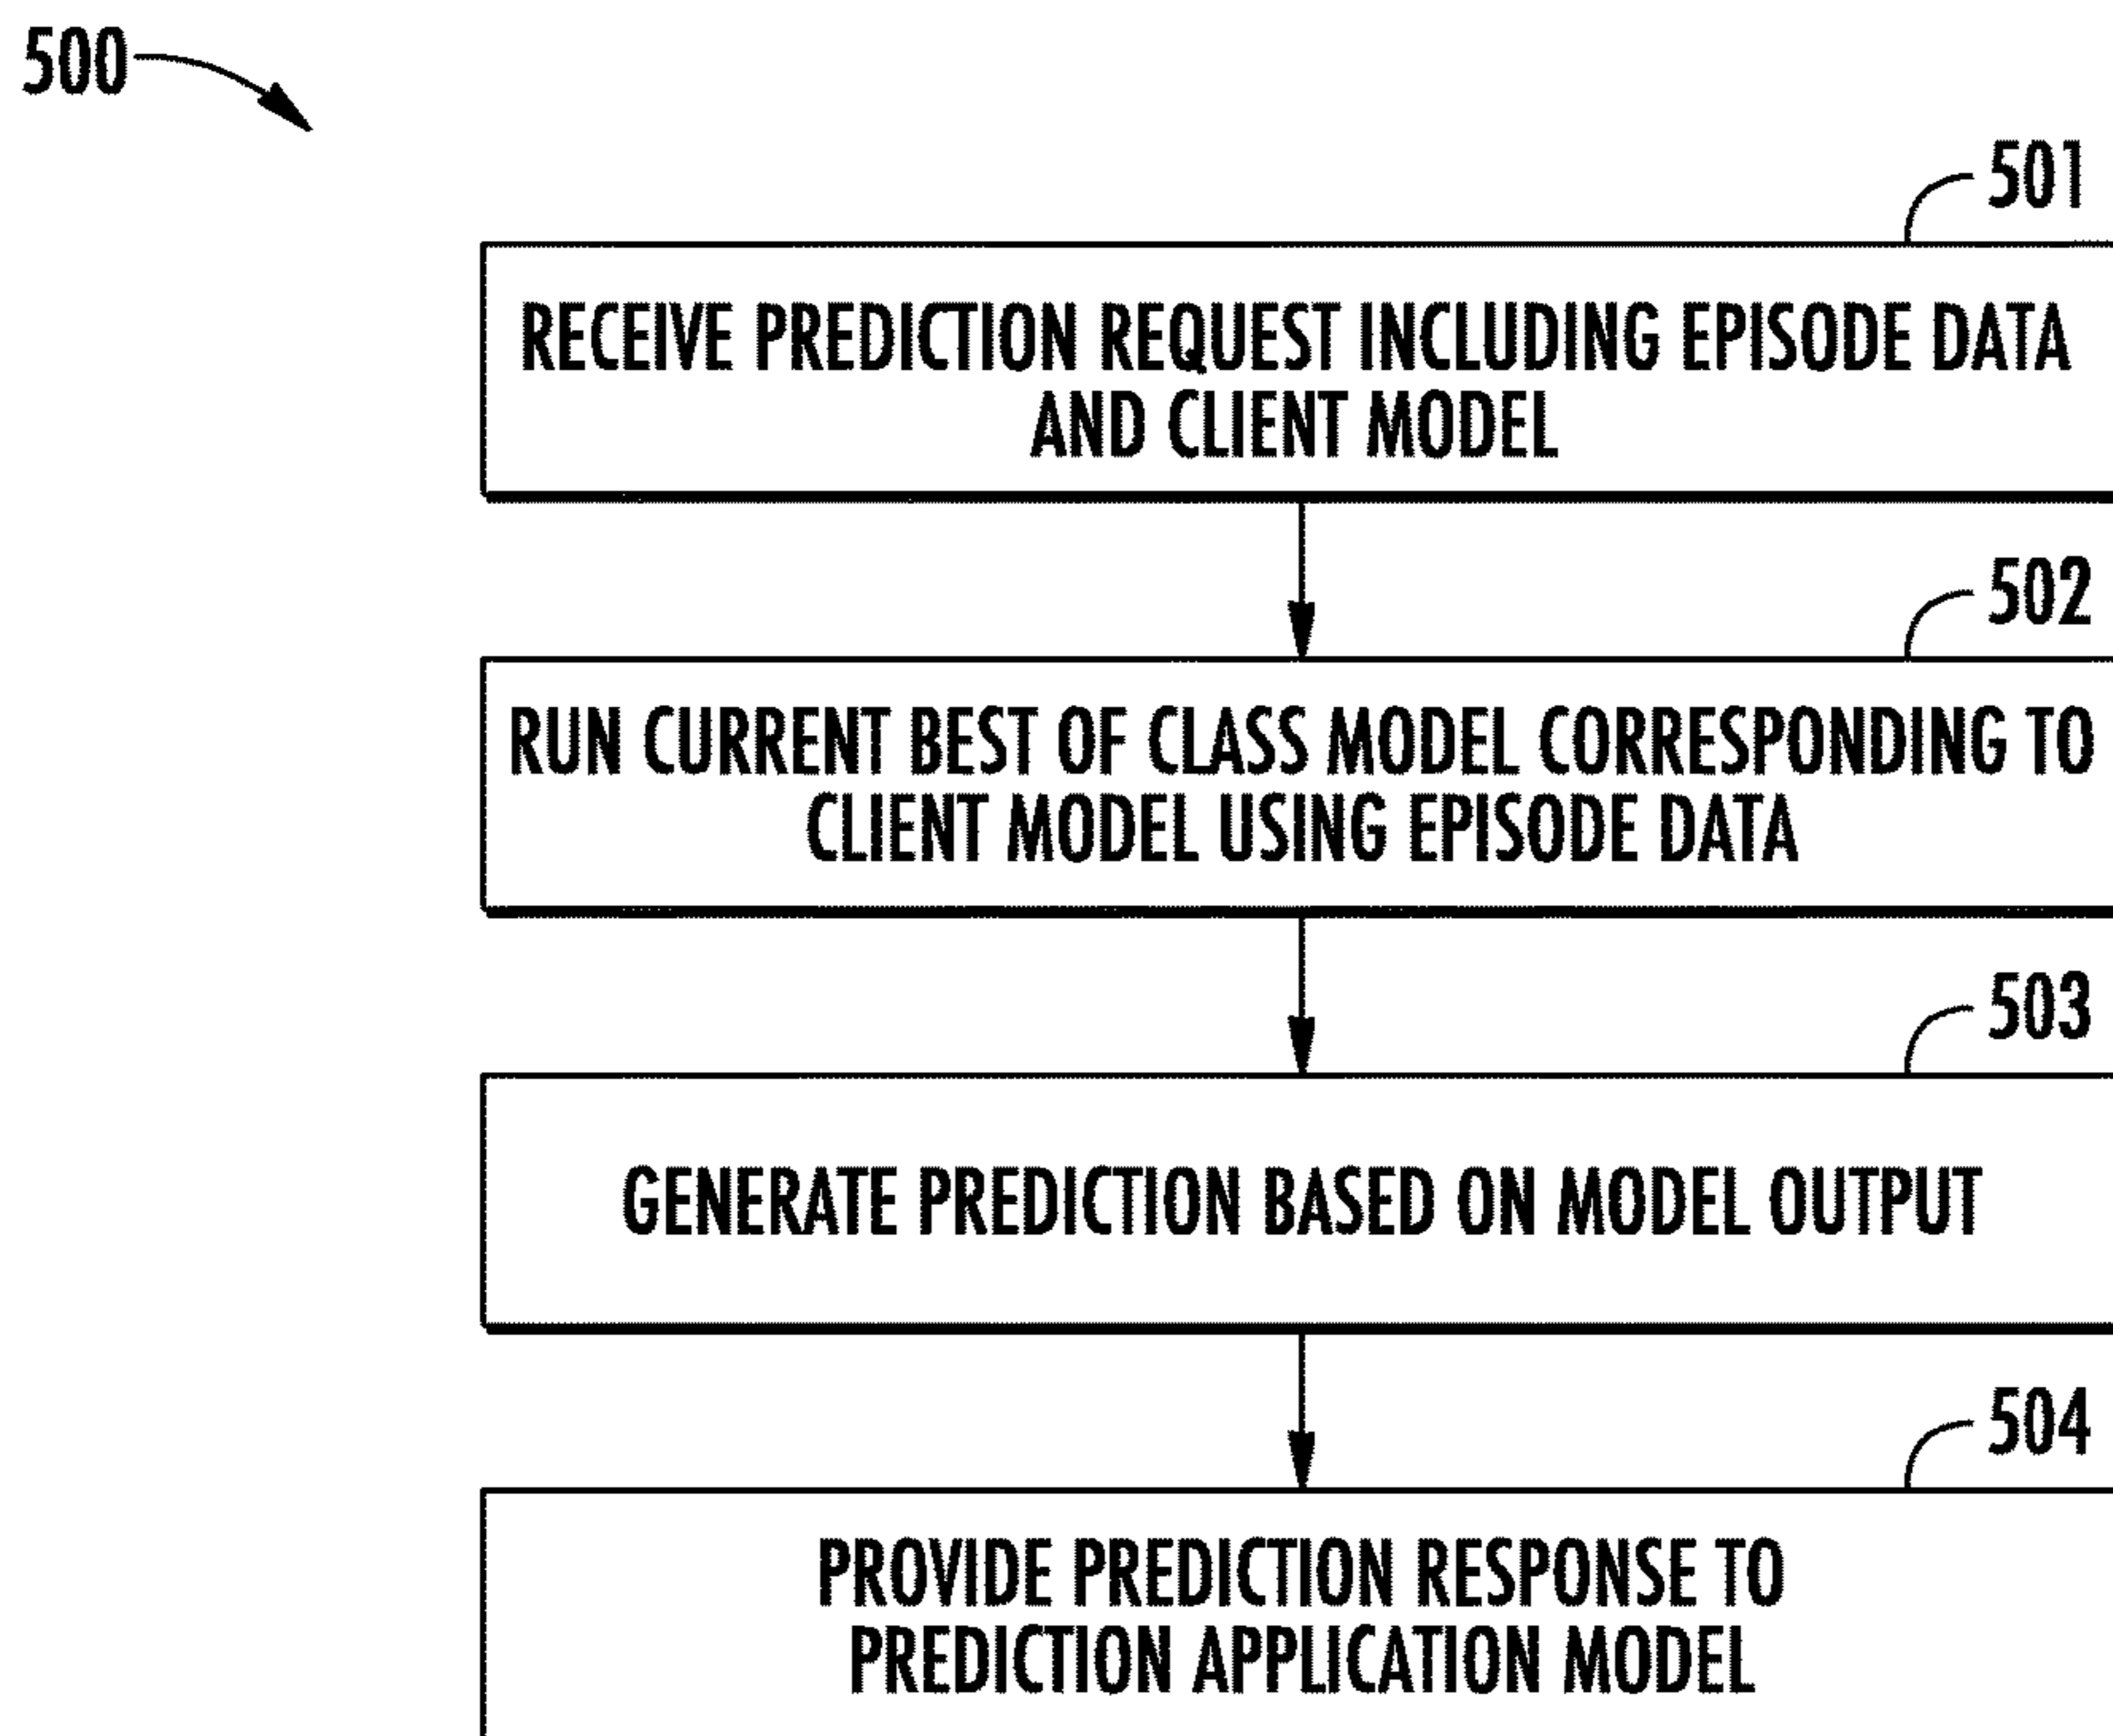 500
501
RECEIVE PREDICTION REQUEST INCLUDING EPISODE DATA
AND CLIENT MODEL
502
RUN CURRENT BEST OF CLASS MODEL CORRESPONDING TO
CLIENT MODEL USING EPISODE DATA
503
GENERATE PREDICTION BASED ON MODEL OUTPUT
504
PROVIDE PREDICTION RESPONSE TO
PREDICTION APPLICATION MODEL